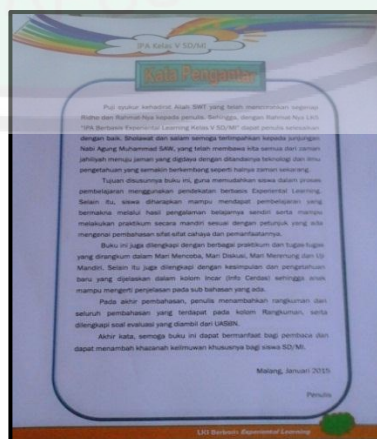 IPA Kelas V SD/MI
Kata Pengantar
Puji syukur kehadirat Allah SWT yang telah mencurahkan segenap
Ridho dan Rahmat Nya kepada penulis. Sehingga, dengan Rahmat Nya LKS
"IPA Berbasis Experiental Learning Kelas V SD/MI" dapat penulis selesaikan
dengan baik. Sholawat dan salam semoga terlimpahkan kepada junjungan
Nabi Agung Muhammad SAW, yang telah membawa kita semua dari zaman
jahiliyah menuju jaman yang digdaya dengan ditandanya teknologi dan ilmu
pengetahuan yang semakin berkembang seperti halnya zaman sekarang.
Tujuan disusunnya buku ini, guna memudahkan siswa dalam proses
pembelajaran menggunakan pendekatan berbasis Experiental Learning.
Selain itu, siswa diharapkan mampu mendapat pembelajaran yang
bermakna melalui hasil pengalaman belajarnya sendiri serta mampu
melakukan praktikum secara mandiri sesuai dengan petunjuk yang ada
mengenai pembahasan sifat-sifat cahaya dan pemanfaatannya.
Buku ini juga dilengkapi dengan berbagai praktikum dan tugas-tugas
yang dirangkum dalam Mari Mencoba, Mari Diskusi, Mari Merenung dan Uji
Mandiri. Selain itu juga dilengkapi dengan kesimpulan dan pengetahuan
baru yang dijelaskan dalam kolom Incar (Info Cerdas) sehingga anak
mampu mengerti penjelasan pada sub bahasan yang ada.
Pada akhir pembahasan, penulis menambahkan rangkuman dari
seluruh pembahasan yang terdapat pada kolom Rangkuman, serta
dilengkapi soal evaluasi yang diambil dari UASBN.
Akhir kata, semoga buku ini dapat bermanfaat bagi pembaca dan
dapat menambah khazanah keilmuwan khususnya bagi siswa SD/MI.
Malang, Januari 2015
Penulis
LKS Berbasis Experiental Learning